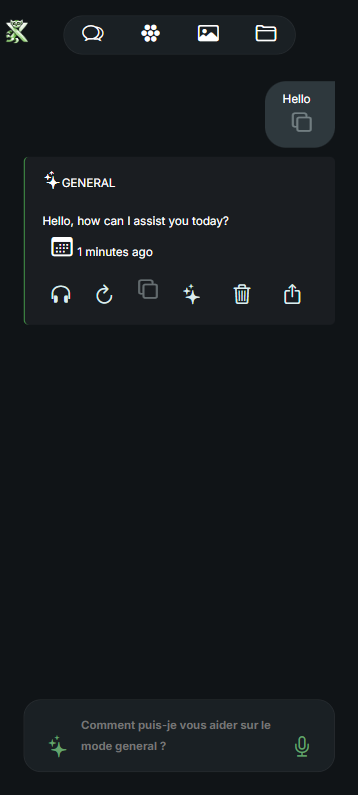 Hello
GENERAL
Hello, how can I assist you today?
1 minutes ago
Comment puis-je vous aider sur le
mode general ?